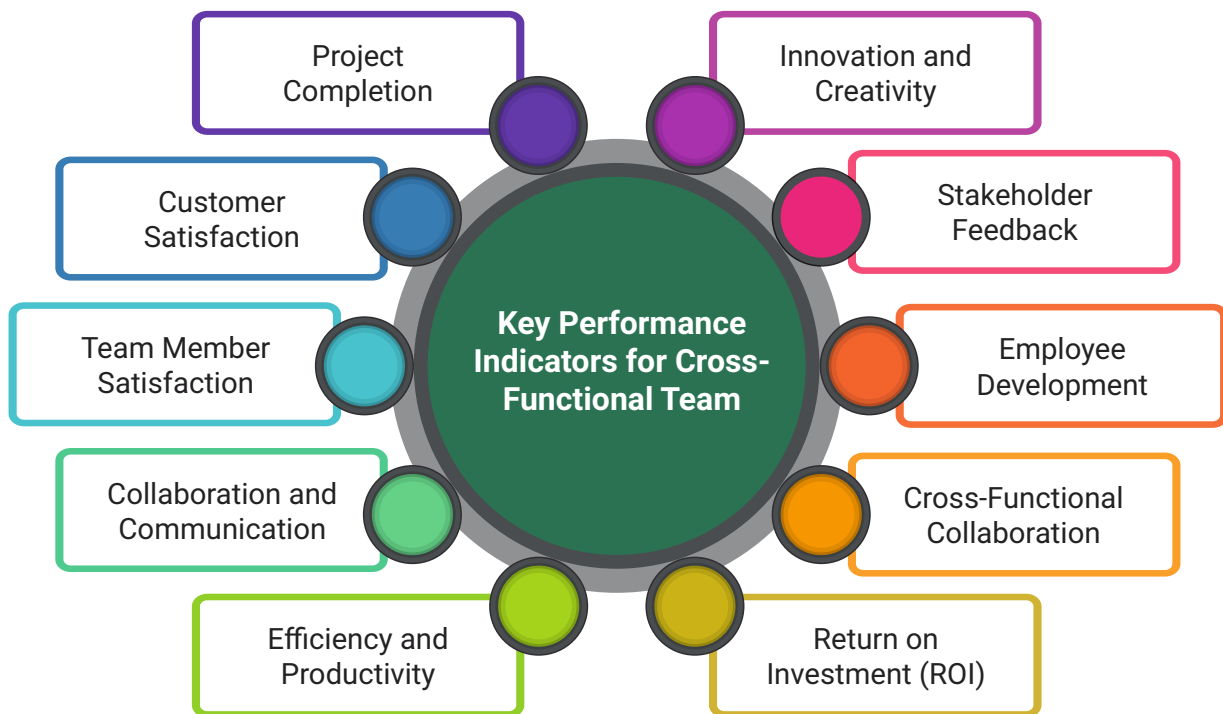 Project
Completion
Innovation and
Creativity
Customer
Satisfaction
Stakeholder
Feedback
Key Performance
Indicators for Cross-
Functional Team
Team Member
Satisfaction
Employee
Development
Collaboration and
Communication
Cross-Functional
Collaboration
Efficiency and
Productivity
Return on
Investment (ROI)